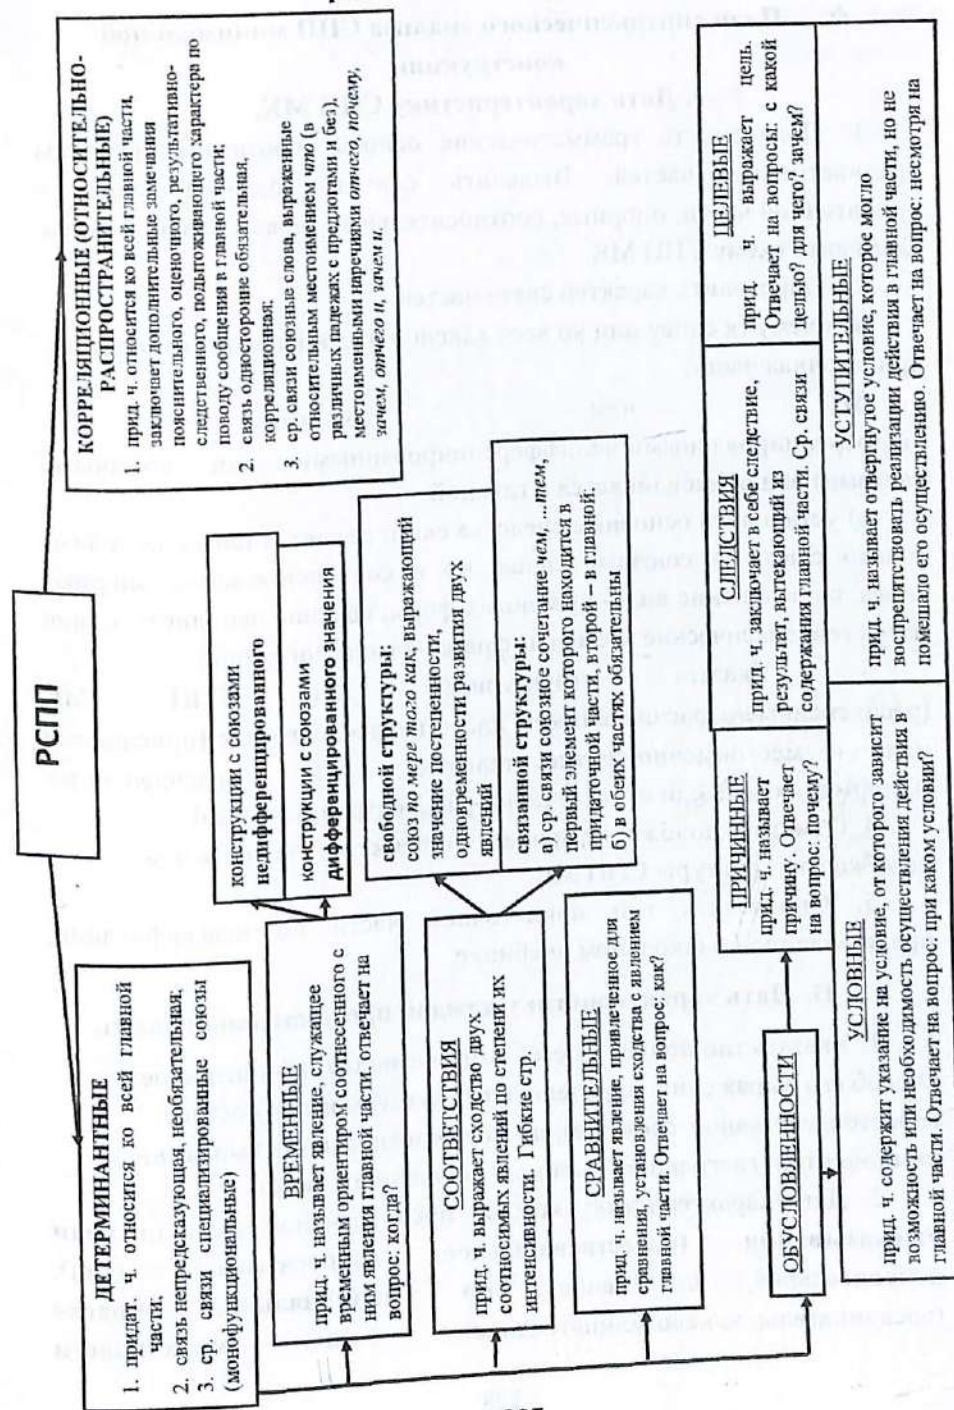 РСПП
ДЕТЕРМИНАНТНЫЕ
1. придат. ч. относится ко всей главной
части;
2. связь непредсказующая, необязательная;
3. ср. связи специализированные союзы
(монофункциональные)
КОРРЕЛЯЦИОННЫЕ (ОТНОСИТЕЛЬНО-
РАСПРОСТРАНИТЕЛЬНЫЕ)
1. прид. ч. относится ко всей главной части,
заключает дополнительные замечания
пояснительного, оценочного, результативно-
следственного, подытоживающего характера по
поводу сообщения в главной части;
2. связь односторонне обязательная,
корреляционная;
3. ср. связи союзные слова, выраженные
относительным местоимением что (в
различных падежах с предлогами и без),
местоименными наречиями отчего, почему,
зачем, отчего и, зачем и.
ВРЕМЕННЫЕ
прид. ч. называет явление, служащее
временным ориентиром соотнесенного с
ним явления главной части. отвечает на
вопрос: когда?
конструкции с союзами
недифференцированного
конструкции с союзами
дифференцированного значения
СООТВЕТСТВИЯ
прид. ч. выражает сходство двух
соотносимых явлений по степени их
интенсивности. Гибкие стр.
свободной структуры:
союз по мере того как, выражающий
значение постепенности,
одновременности развития двух
явлений
связанной структуры:
а)ср. связи союзное сочетание чем,…тем,
первый элемент которого находится в
придаточной части, второй – в главной;
б) в обеих частях обязательны
СРАВНИТЕЛЬНЫЕ
прид. ч. называет явление, привлеченное для
сравнения, установления сходства с явлением
главной части. Отвечает на вопрос: как?
ОБУСЛОВЛЕННОСТИ
ПРИЧИННЫЕ
прид. ч. называет
причину. Отвечает
на вопрос: почему?
СЛЕДСТВИЯ
прид. ч. заключает в себе следствие,
результат, вытекающий из
содержания главной части. Ср. связи
ЦЕЛЕВЫЕ
прид. ч. выражает цель.
Отвечает на вопросы: с какой
целью? для чего? зачем?
УСЛОВНЫЕ
прид. ч. содержит указание на условие, от которого зависит
возможность и необходимость осуществления действия в
главной части. Отвечает на вопрос: при каком условии?
УСТУПИТЕЛЬНЫЕ
прид. ч. называет отвергнутое условие, которое могло
воспрепятствовать реализации действия в главной части, но не
помешало его осуществлению. Отвечает на вопрос: несмотря на